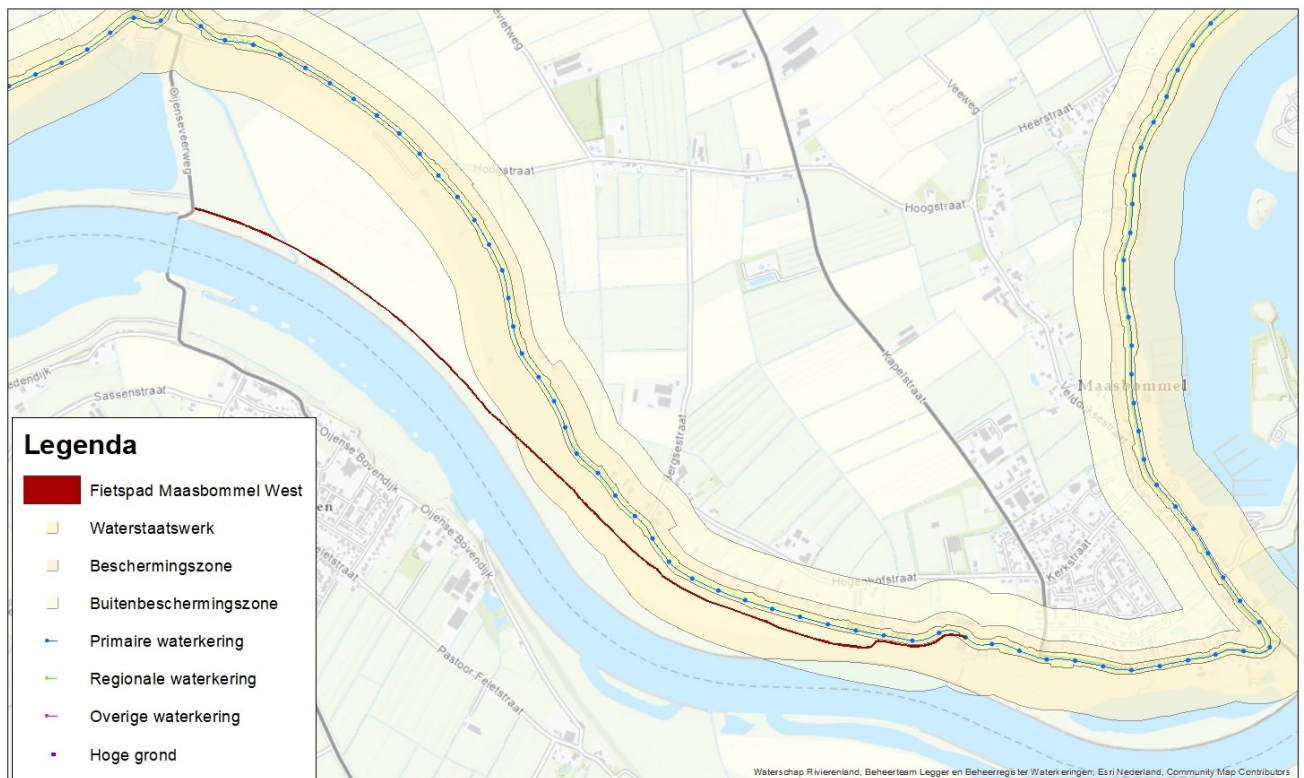 Veeweg
Heerstraat
Oijenseveerweg
Hoogstraat
Hoogstraat
Kapelstraat
Maasbommel
Velddijksestraat
Sassenstraat
Oijense Bovendijk
Oijense Bovendijk
Hogenhofstraat
Kerkstraat
Pastoor Feletstraat
Legenda
Fietspad Maasbommel West
Waterstaatswerk
Beschermingszone
Buitenbeschermingszone
Primaire waterkering
Regionale waterkering
Overige waterkering
Hoge grond
Waterschap Rivierenland, Beheerteam Legger en Beheerregister Waterkeringen; Esri Nederland, Community Map Contributors